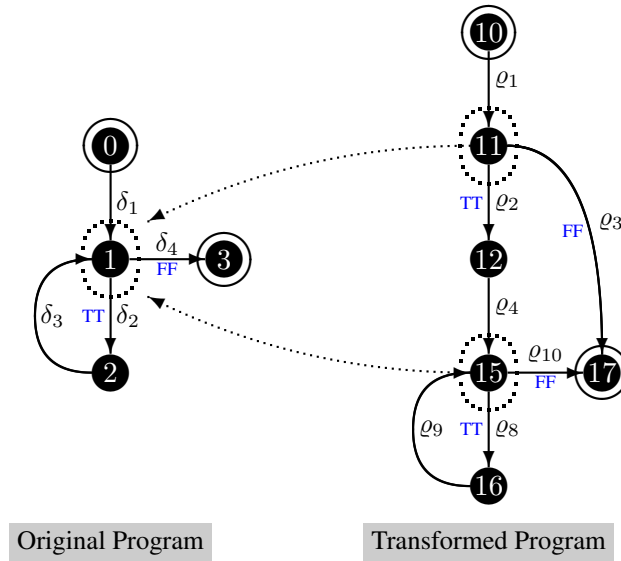 10
ϱ1
0
11
δ1
TT
ϱ2
ϱ3
FF
1
δ4
3
FF
12
δ3
TT
δ2
ϱ4
2
15
ϱ10
17
FF
ϱ9
TT
ϱ8
16
Original Program
Transformed Program